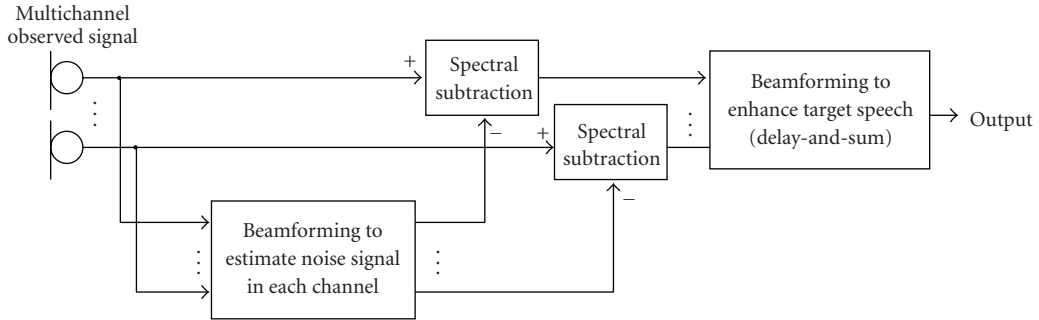 Multichannel
observed signal
+
Spectral
subtraction
−
+
Spectral
subtraction
−
Beamforming to
enhance target speech
(delay-and-sum)
Output
Beamforming to
estimate noise signal
in each channel